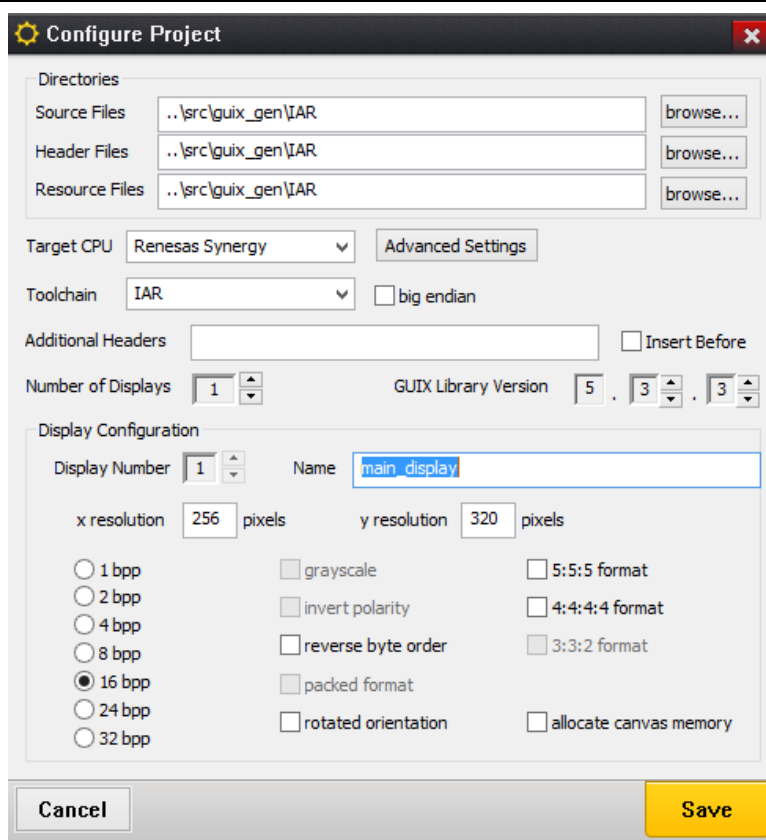 Configure Project
Directories
Source Files ..\src\guix_gen\IAR browse...
Header Files ..\src\guix_gen\IAR browse...
Resource Files ..\src\guix_gen\IAR browse...
Target CPU Renesas Synergy Advanced Settings
Toolchain IAR big endian
Additional Headers Insert Before
Number of Displays 1 GUIX Library Version 5 . 3 . 3
Display Configuration
Display Number 1 Name main_display
x resolution 256 pixels y resolution 320 pixels
1 bpp grayscale 5:5:5 format
2 bpp
invert polarity 4:4:4:4 format
4 bpp
reverse byte order 3:3:2 format
8 bpp
16 bpp packed format
24 bpp rotated orientation allocate canvas memory
32 bpp
Cancel Save